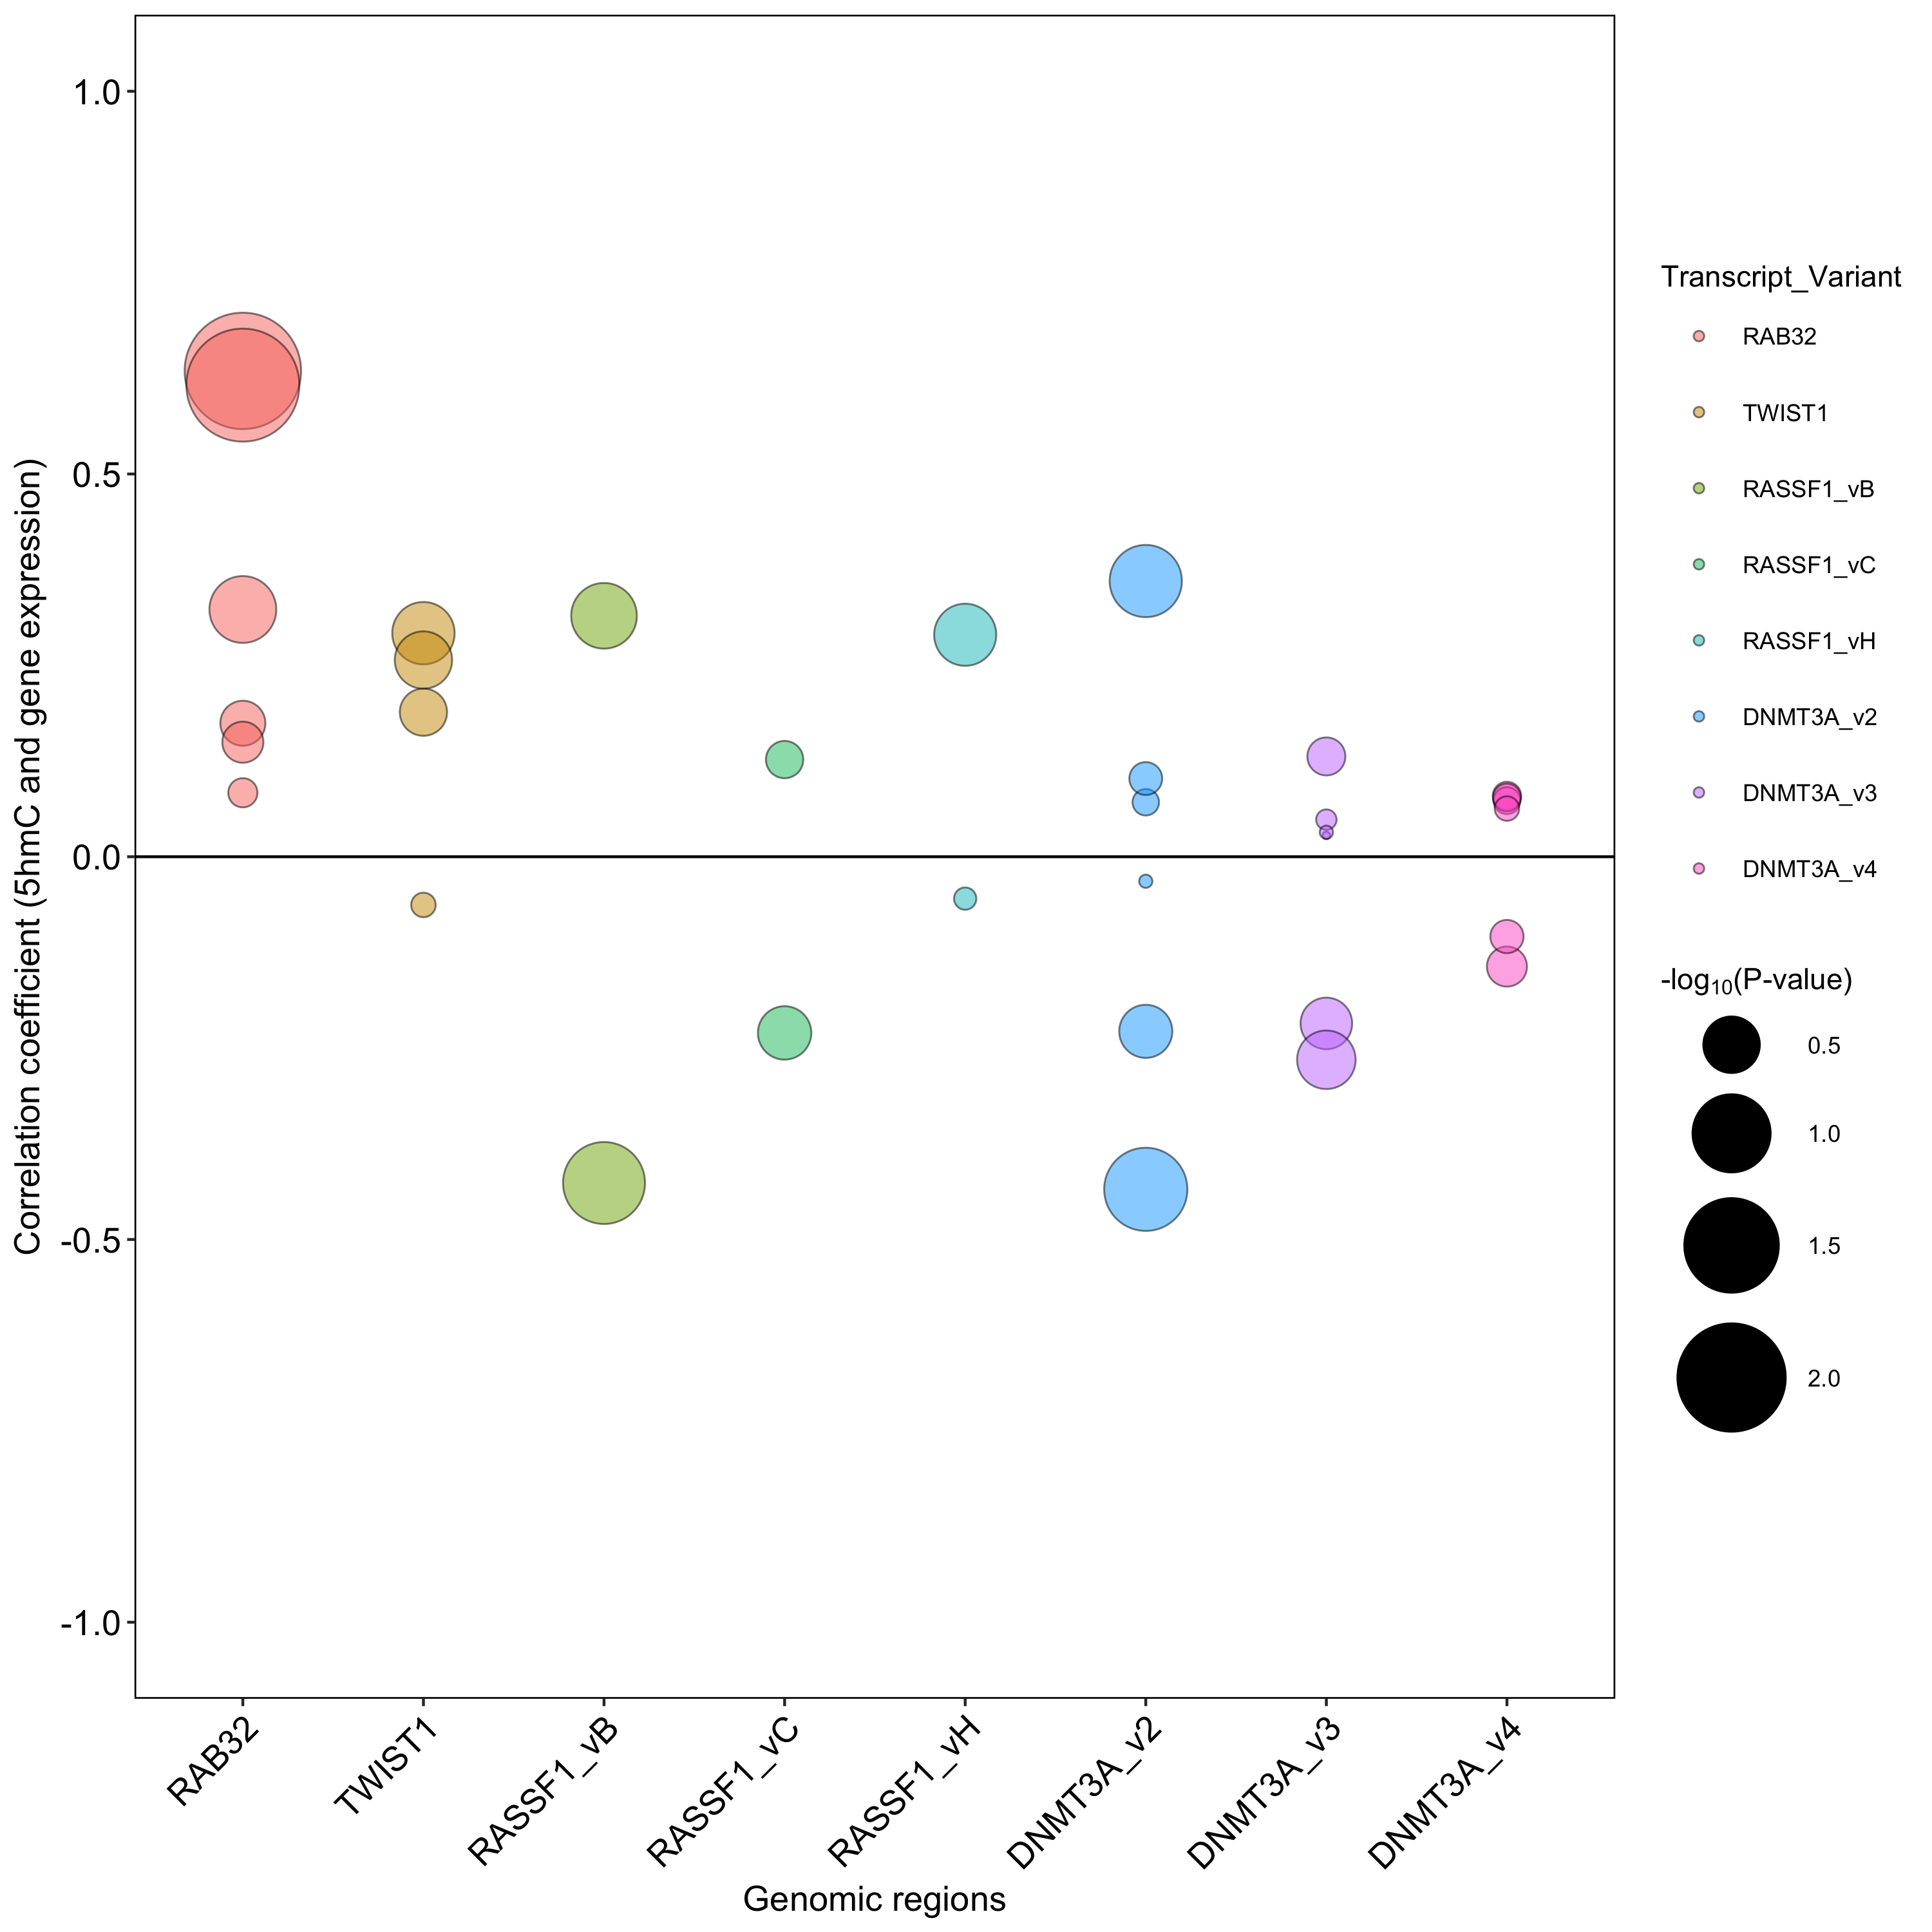 Correlation coefficient (5hmC and gene expression)
1.0
0.5
0.0
-0.5
-1.0
RAB32
TWIST1
RASSF1_vB
RASSF1_vC
RASSF1_vH
DNMT3A_v2
DNMT3A_v3
DNMT3A_v4
Genomic regions
Transcript_Variant
RAB32
TWIST1
RASSF1_vB
RASSF1_vC
RASSF1_vH
DNMT3A_v2
DNMT3A_v3
DNMT3A_v4
-log₁₀(P-value)
0.5
1.0
1.5
2.0